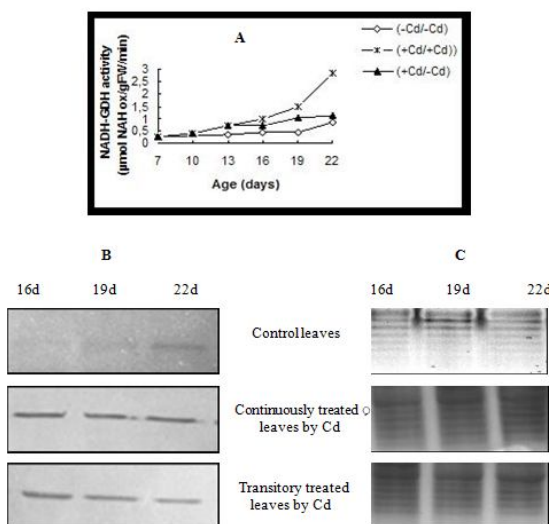 A
(-Cd/-Cd)
(+Cd/+Cd))
(+Cd/-Cd)
NADH-GDH activity
(µmol NAH ox/gFW/min)
3
2,5
2
1,5
1
0,5
0
7 10 13 16 19 22
Age (days)
B
C
16d 19d 22d
16d 19d 22d
Control leaves
Continuously treated
leaves by Cd
Transitory treated
leaves by Cd